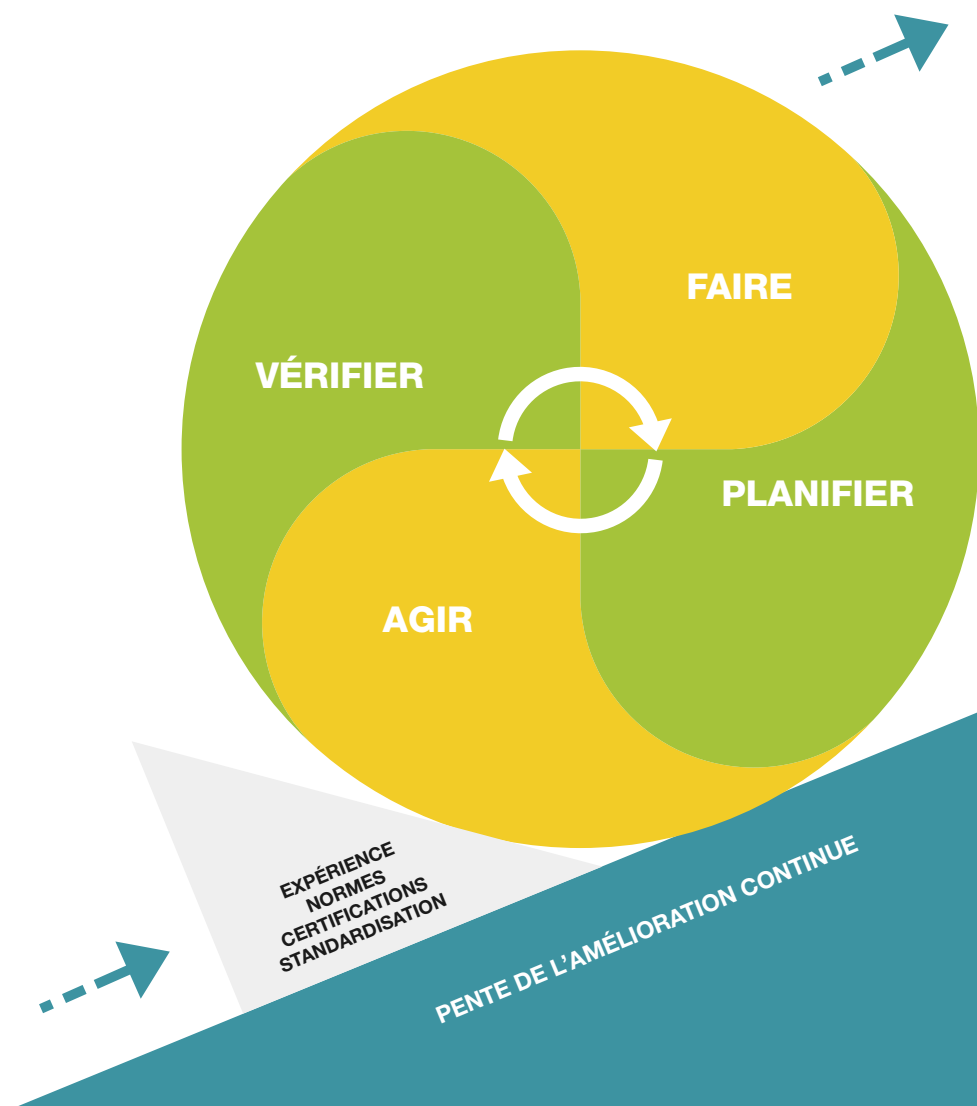 FAIRE
VÉRIFIER
PLANIFIER
AGIR
EXPÉRIENCE
NORMES
CERTIFICATIONS
STANDARDISATION
PENTE DE L’AMÉLIORATION CONTINUE